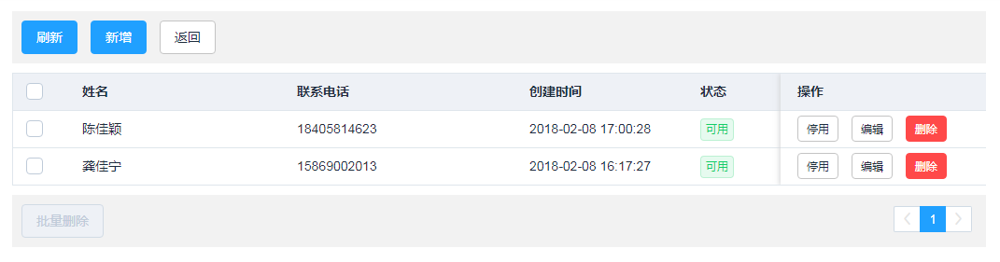 刷新 新增 返回
姓名 联系电话 创建时间 状态 操作
陈佳颖 18405814623 2018-02-08 17:00:28 可用 停用 编辑 删除
龚佳宁 15869002013 2018-02-08 16:17:27 可用 停用 编辑 删除
批量删除 1